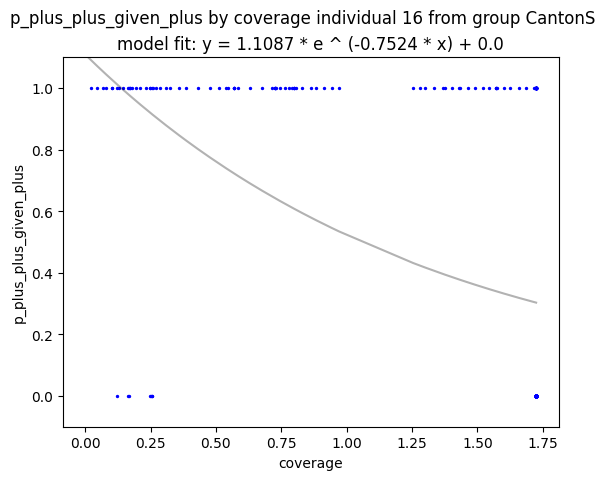 p_plus_plus_given_plus by coverage individual 16 from group CantonS
model fit: y = 1.1087 * e ^ (-0.7524 * x) + 0.0
1.0
0.8
0.6
0.4
0.2
0.0
p_plus_plus_given_plus
0.00 0.25 0.50 0.75 1.00 1.25 1.50 1.75
coverage